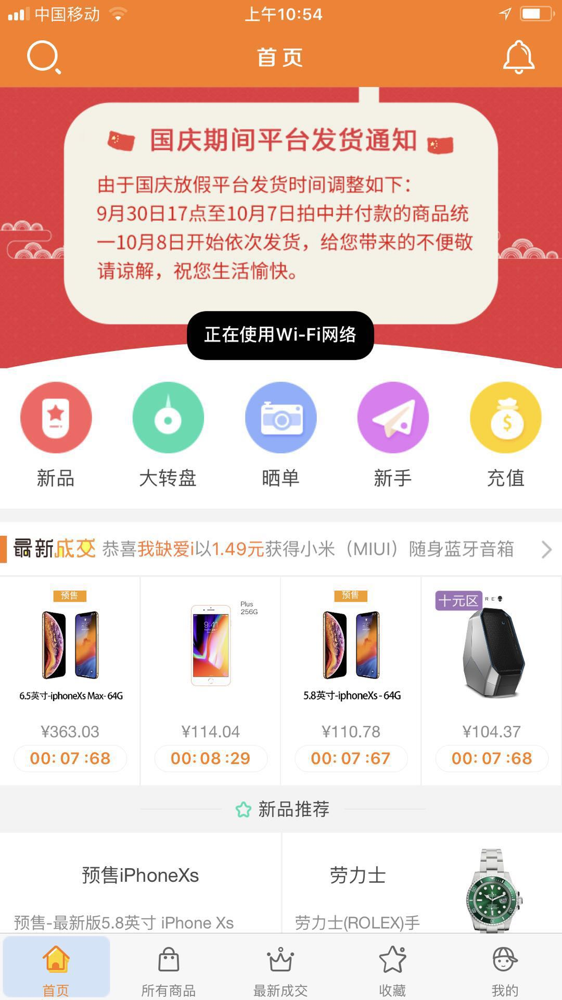 中国移动
上午10:54
首页
国庆期间平台发货通知
由于国庆放假平台发货时间调整如下：
9月30日17点至10月7日拍中并付款的商品统
一10月8日开始依次发货，给您带来的不便敬
请谅解，祝您生活愉快。
正在使用Wi-Fi网络
新品
大转盘
晒单
新手
充值
最新成交 恭喜我缺爱i以1.49元获得小米（MIUI）随身蓝牙音箱
预售
6.5英寸-iphoneXs Max- 64G
¥363.03
00: 07 :68
Plus
256G
9:41
¥114.04
00: 08 :29
预售
5.8英寸-iphoneXs - 64G
¥110.78
00: 07 :67
十元区
RE
¥104.37
00: 07 :68
新品推荐
预售iPhoneXs
预售-最新版5.8英寸 iPhone Xs
劳力士
劳力士(ROLEX)手
首页
所有商品
最新成交
收藏
我的